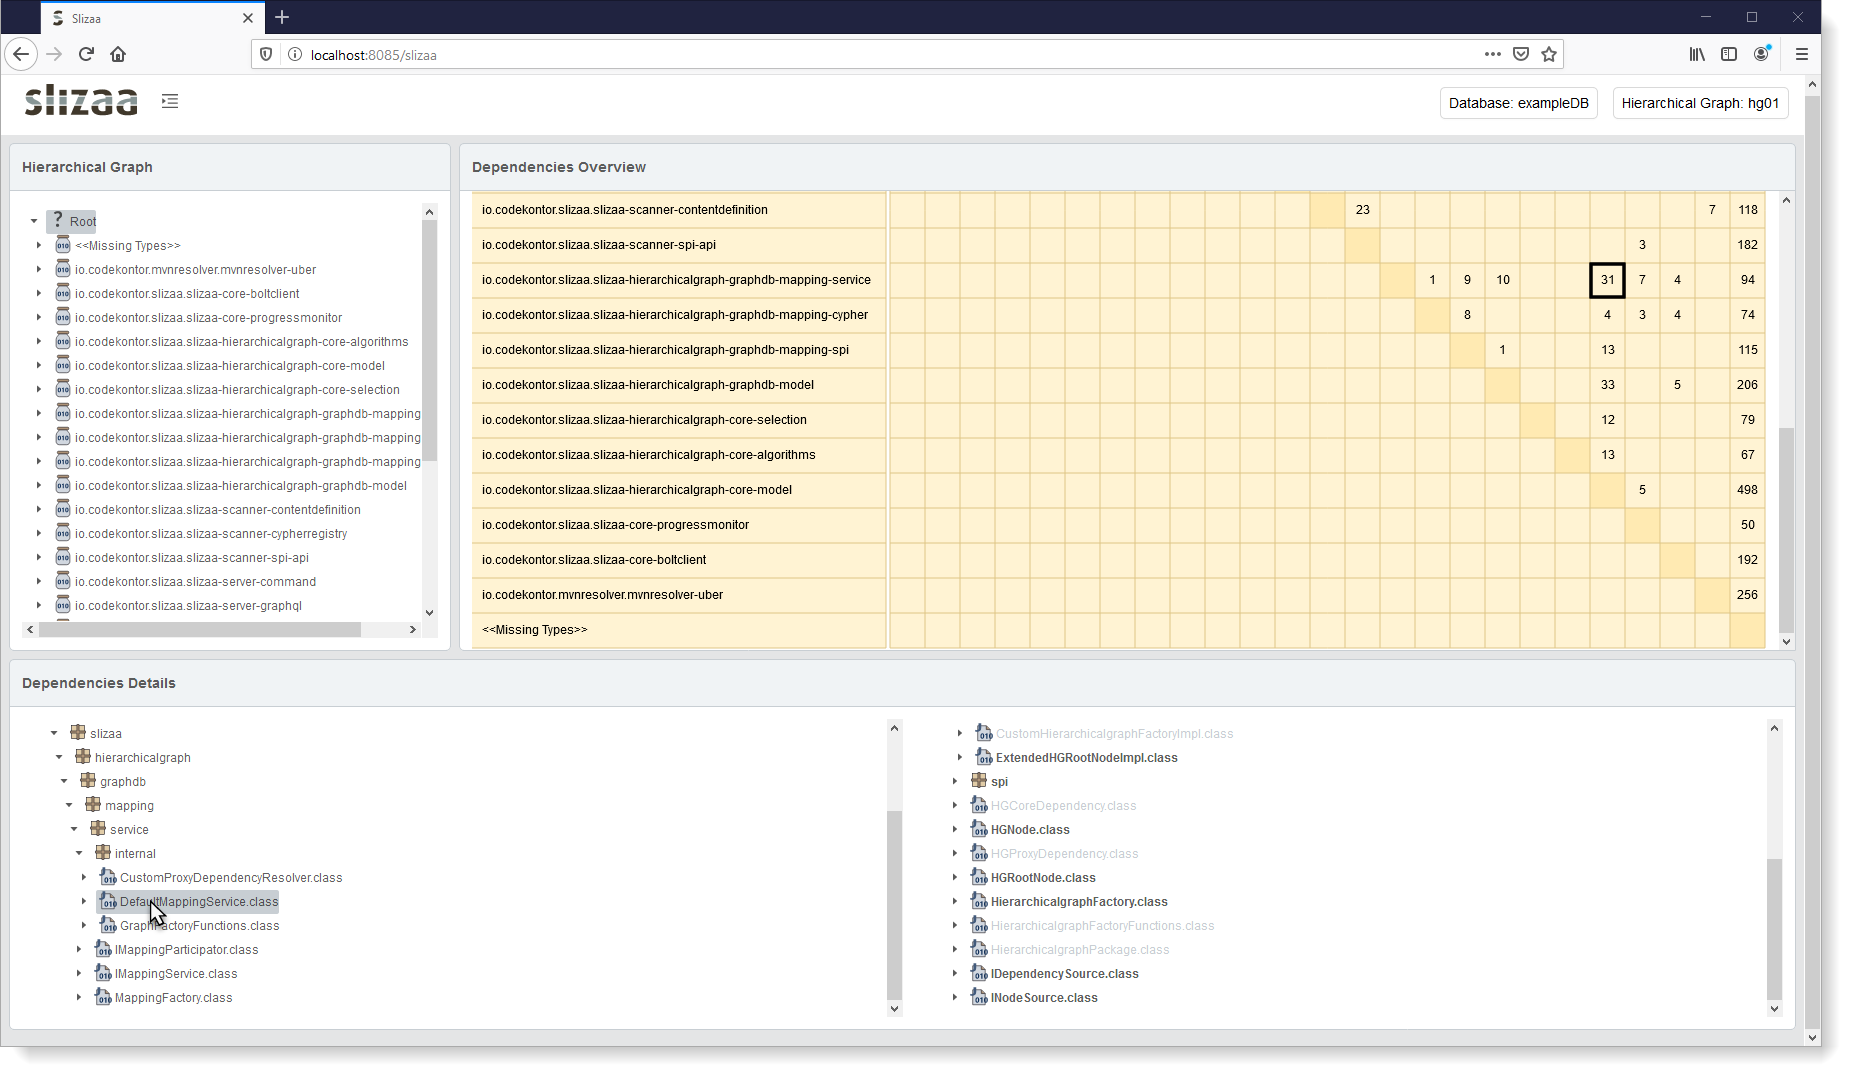 Slizaa
localhost:8085/slizaa
slizaa
Database: exampleDB
Hierarchical Graph: hg01
Hierarchical Graph
? Root
<<Missing Types>>
io.codekontor.mvnresolver.mvnresolver-uber
io.codekontor.slizaa.slizaa-core-boltclient
io.codekontor.slizaa.slizaa-core-progressmonitor
io.codekontor.slizaa.slizaa-hierarchicalgraph-core-algorithms
io.codekontor.slizaa.slizaa-hierarchicalgraph-core-model
io.codekontor.slizaa.slizaa-hierarchicalgraph-core-selection
io.codekontor.slizaa.slizaa-hierarchicalgraph-graphdb-mapping
io.codekontor.slizaa.slizaa-hierarchicalgraph-graphdb-mapping
io.codekontor.slizaa.slizaa-hierarchicalgraph-graphdb-mapping
io.codekontor.slizaa.slizaa-hierarchicalgraph-graphdb-model
io.codekontor.slizaa.slizaa-scanner-contentdefinition
io.codekontor.slizaa.slizaa-scanner-cypherregistry
io.codekontor.slizaa.slizaa-scanner-spi-api
io.codekontor.slizaa.slizaa-server-command
io.codekontor.slizaa.slizaa-server-graphql
Dependencies Overview
io.codekontor.slizaa.slizaa-scanner-contentdefinition 23 7 118
io.codekontor.slizaa.slizaa-scanner-spi-api 3 182
io.codekontor.slizaa.slizaa-hierarchicalgraph-graphdb-mapping-service 1 9 10 31 7 4 94
io.codekontor.slizaa.slizaa-hierarchicalgraph-graphdb-mapping-cypher 8 4 3 4 74
io.codekontor.slizaa.slizaa-hierarchicalgraph-graphdb-mapping-spi 1 13 115
io.codekontor.slizaa.slizaa-hierarchicalgraph-graphdb-model 33 5 206
io.codekontor.slizaa.slizaa-hierarchicalgraph-core-selection 12 79
io.codekontor.slizaa.slizaa-hierarchicalgraph-core-algorithms 13 67
io.codekontor.slizaa.slizaa-hierarchicalgraph-core-model 5 498
io.codekontor.slizaa.slizaa-core-progressmonitor 50
io.codekontor.slizaa.slizaa-core-boltclient 192
io.codekontor.mvnresolver.mvnresolver-uber 256
<<Missing Types>>
Dependencies Details
slizaa
hierarchicalgraph
graphdb
mapping
service
internal
CustomProxyDependencyResolver.class
DefaultMappingService.class
GraphFactoryFunctions.class
IMappingParticipator.class
IMappingService.class
MappingFactory.class
CustomHierarchicalgraphFactoryImpl.class
ExtendedHGRootNodeImpl.class
spi
HGCoreDependency.class
HGNode.class
HGProxyDependency.class
HGRootNode.class
HierarchicalgraphFactory.class
HierarchicalgraphFactoryFunctions.class
HierarchicalgraphPackage.class
IDependencySource.class
INodeSource.class